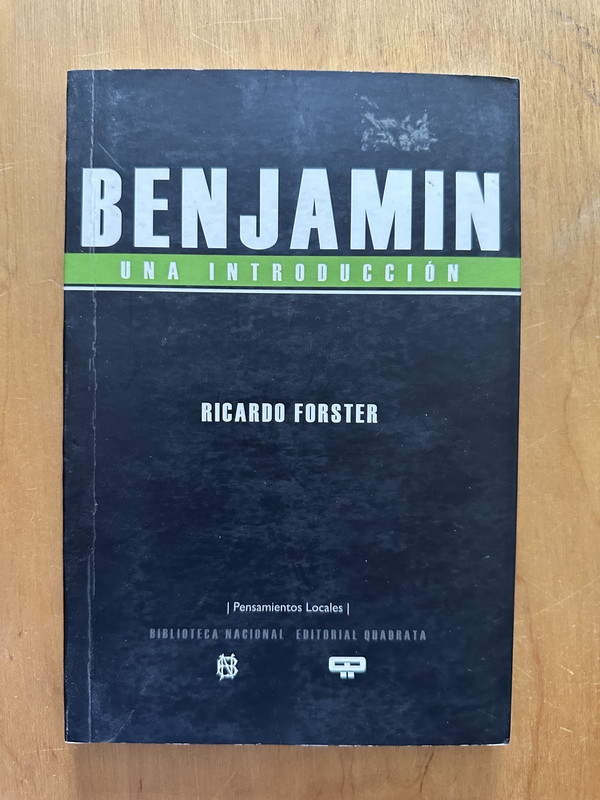 BENJAMIN
UNA INTRODUCCIÓN
RICARDO FORSTER
| Pensamientos Locales |
BIBLIOTECA NACIONAL EDITORIAL QUADRATA